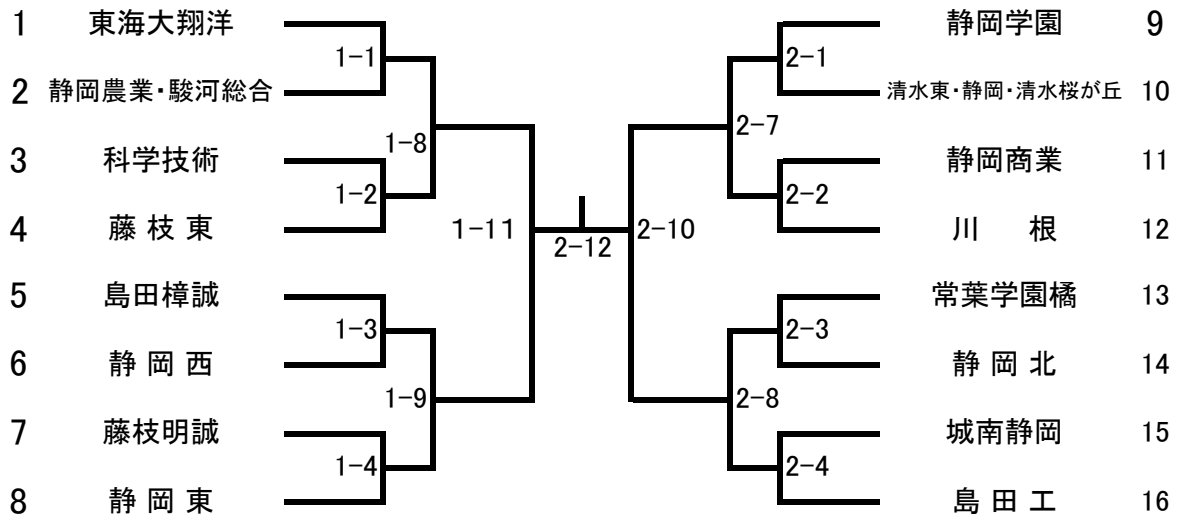 1 東海大翔洋
1-1
2 静岡農業・駿河総合
1-8
3 科学技術
1-2
4 藤枝東
1-11
5 島田樟誠
1-3
6 静岡西
1-9
7 藤枝明誠
1-4
8 静岡東
2-12
静岡学園 9
2-1
清水東・静岡・清水桜が丘 10
2-7
静岡商業 11
2-2
川根 12
2-10
常葉学園橘 13
2-3
静岡北 14
2-8
城南静岡 15
2-4
島田工 16